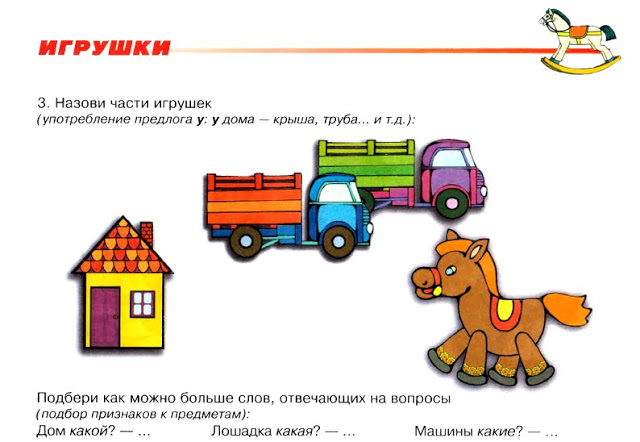 ИГРУШКИ
3. Назови части игрушек
(употребление предлога у: у дома — крыша, труба... и т.д.):
Подбери как можно больше слов, отвечающих на вопросы
(подбор признаков к предметам):
Дом какой? — ... Лошадка какая? — ... Машины какие? — ...